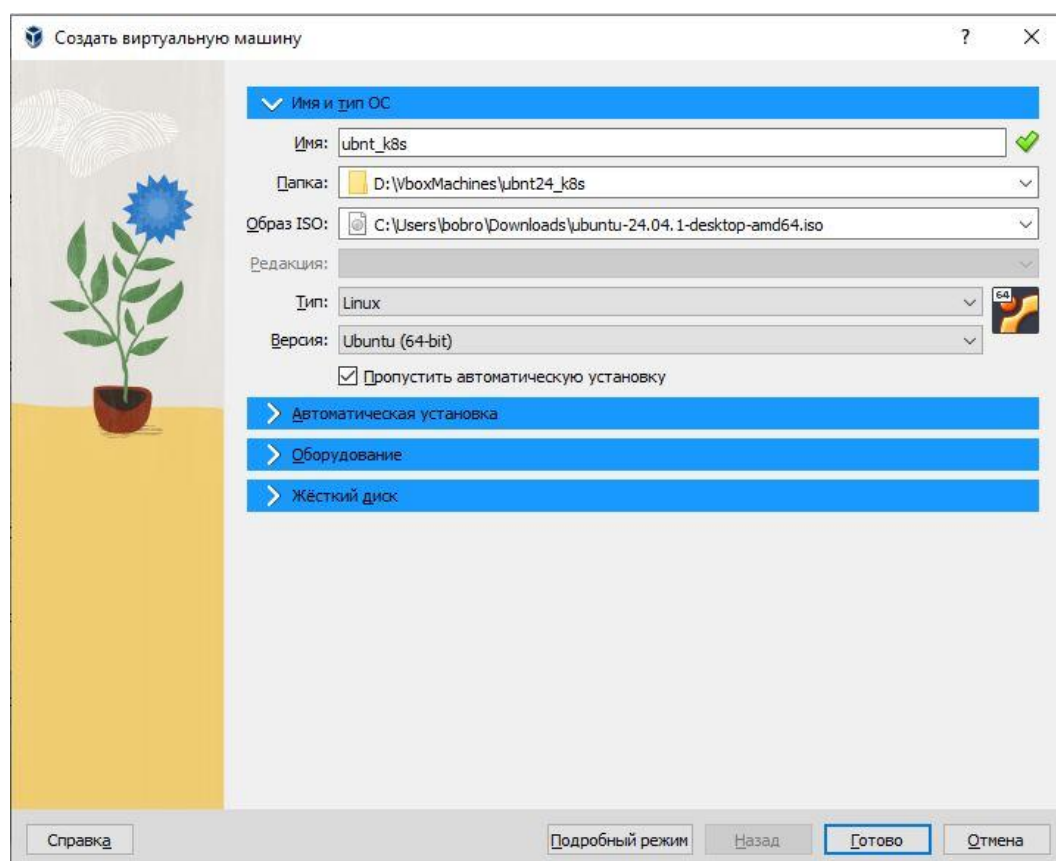 Создать виртуальную машину
?
Имя и тип ОС
Имя: ubnt_k8s
Папка: D:\VboxMachines\ubnt24_k8s
Образ ISO: C:\Users\bobro\Downloads\ubuntu-24.04.1-desktop-amd64.iso
Редакция:
Тип: Linux
64
Версия: Ubuntu (64-bit)
Пропустить автоматическую установку
Автоматическая установка
Оборудование
Жёсткий диск
Справка Подробный режим Назад Готово Отмена